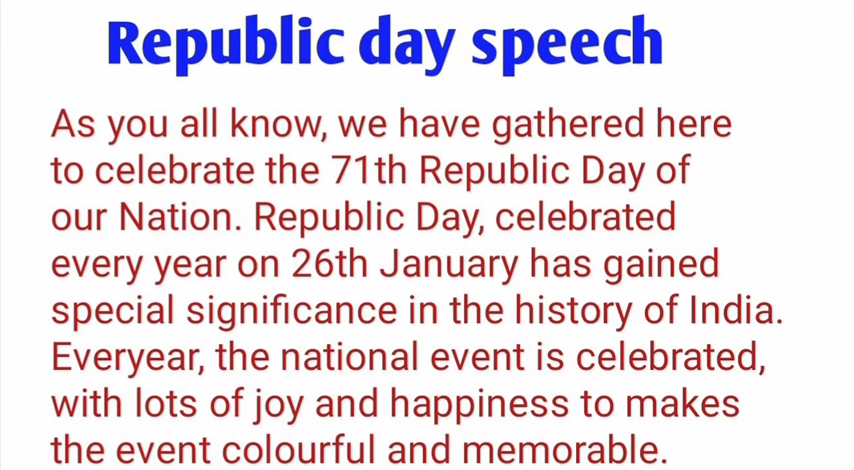 Republic day speech
As you all know, we have gathered here
to celebrate the 71th Republic Day of
our Nation. Republic Day, celebrated
every year on 26th January has gained
special significance in the history of India.
Everyear, the national event is celebrated,
with lots of joy and happiness to makes
the event colourful and memorable.